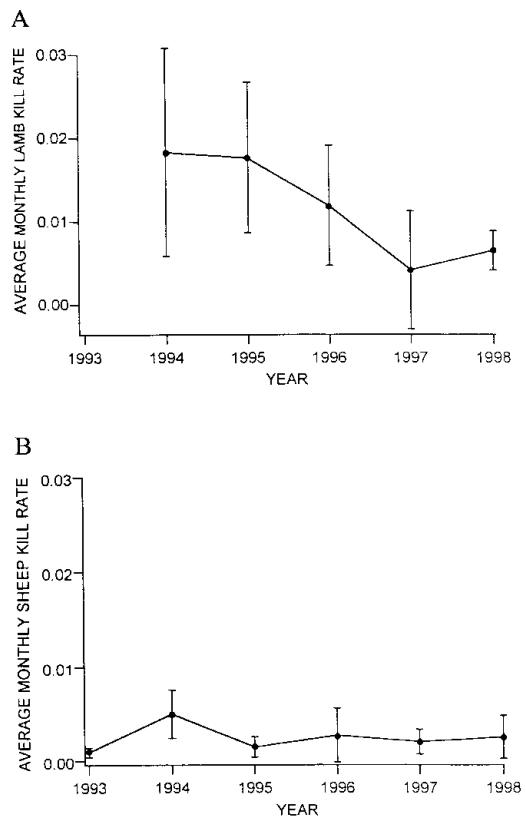 A
AVERAGE MONTHLY LAMB KILL RATE
0.03
0.02
0.01
0.00
1993 1994 1995 1996 1997 1998
YEAR
B
AVERAGE MONTHLY SHEEP KILL RATE
0.03
0.02
0.01
0.00
1993 1994 1995 1996 1997 1998
YEAR